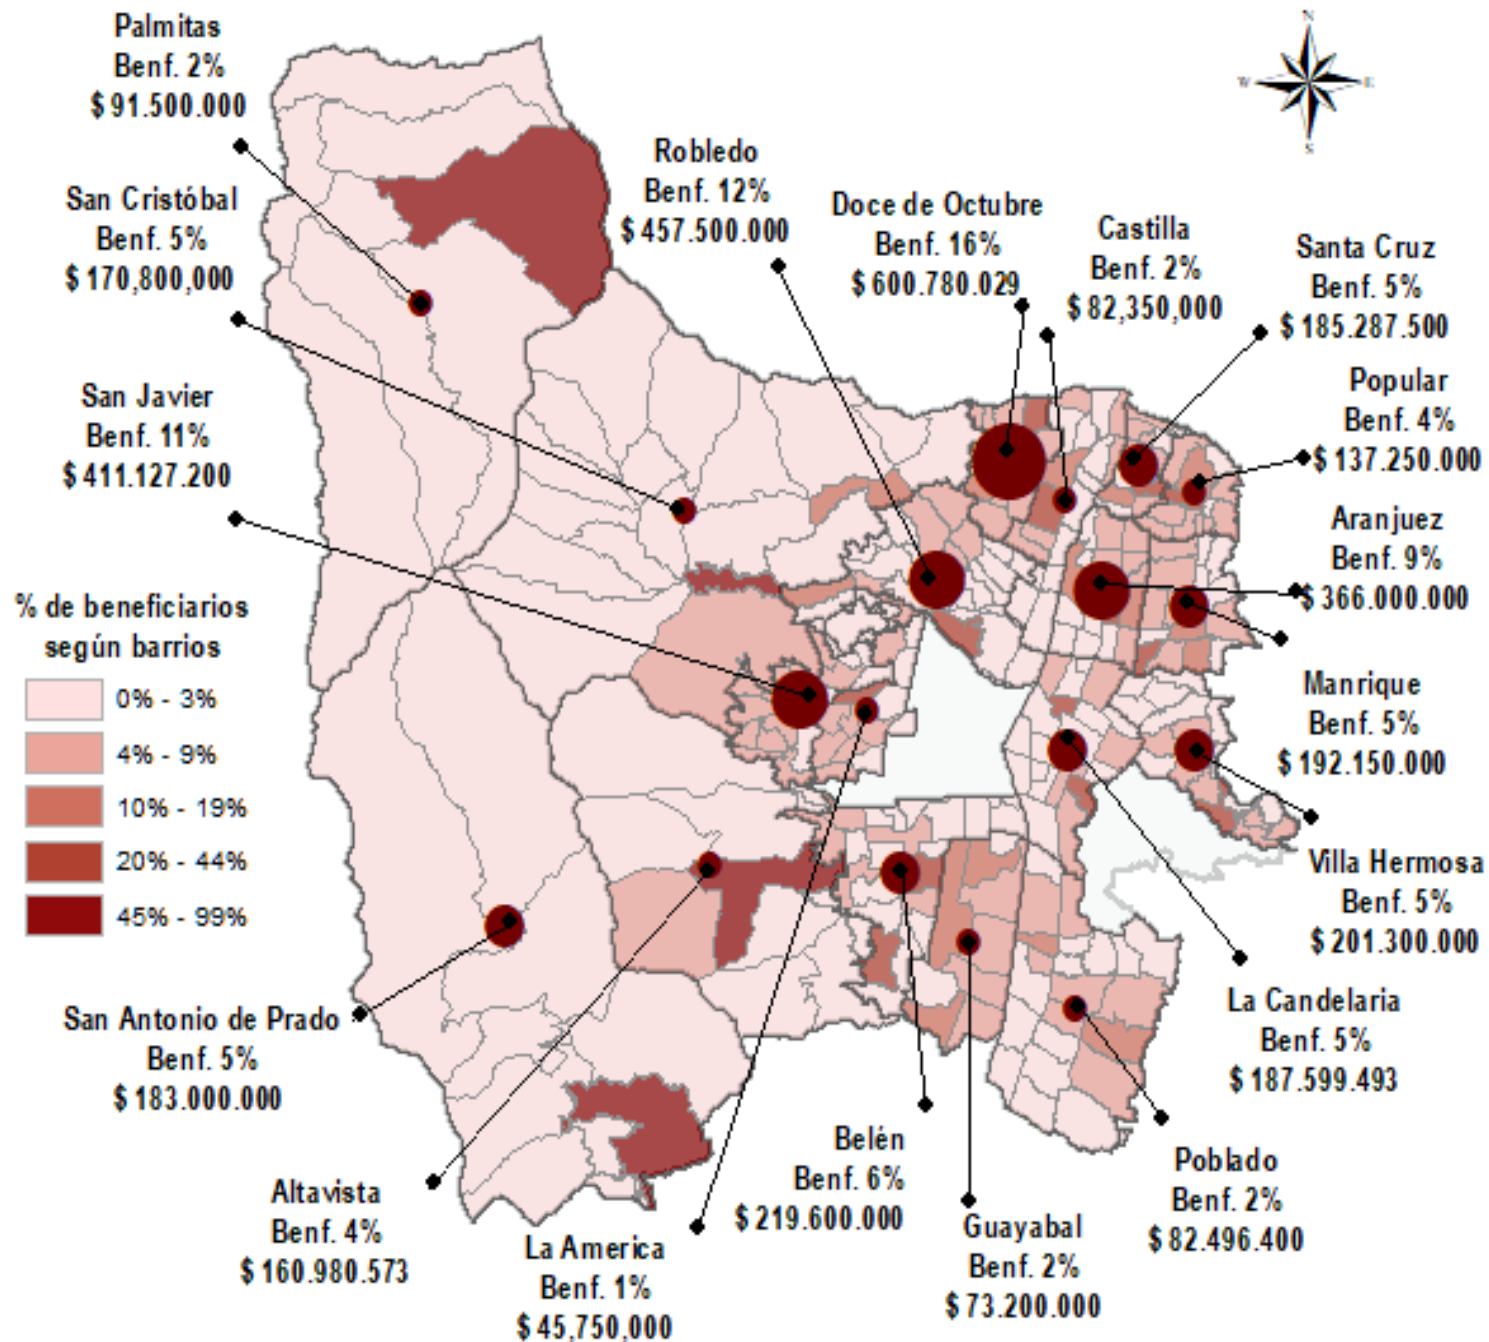 Palmitas
Benf. 2%
$ 91.500.000
San Cristóbal
Benf. 5%
$ 170,800,000
San Javier
Benf. 11%
$ 411.127.200
Robledo
Benf. 12%
$ 457.500.000
Doce de Octubre
Benf. 16%
$ 600.780.029
Castilla
Benf. 2%
$ 82,350,000
Santa Cruz
Benf. 5%
$ 185.287.500
Popular
Benf. 4%
$ 137.250.000
Aranjuez
Benf. 9%
$ 366.000.000
Manrique
Benf. 5%
$ 192.150.000
Villa Hermosa
Benf. 5%
$ 201.300.000
La Candelaria
Benf. 5%
$ 187.599.493
Poblado
Benf. 2%
$ 82.496.400
Guayabal
Benf. 2%
$ 73.200.000
Belén
Benf. 6%
$ 219.600.000
La America
Benf. 1%
$ 45,750,000
Altavista
Benf. 4%
$ 160.980.573
San Antonio de Prado
Benf. 5%
$ 183.000.000
% de beneficiarios
según barrios
0% - 3%
4% - 9%
10% - 19%
20% - 44%
45% - 99%
N
W
E
S